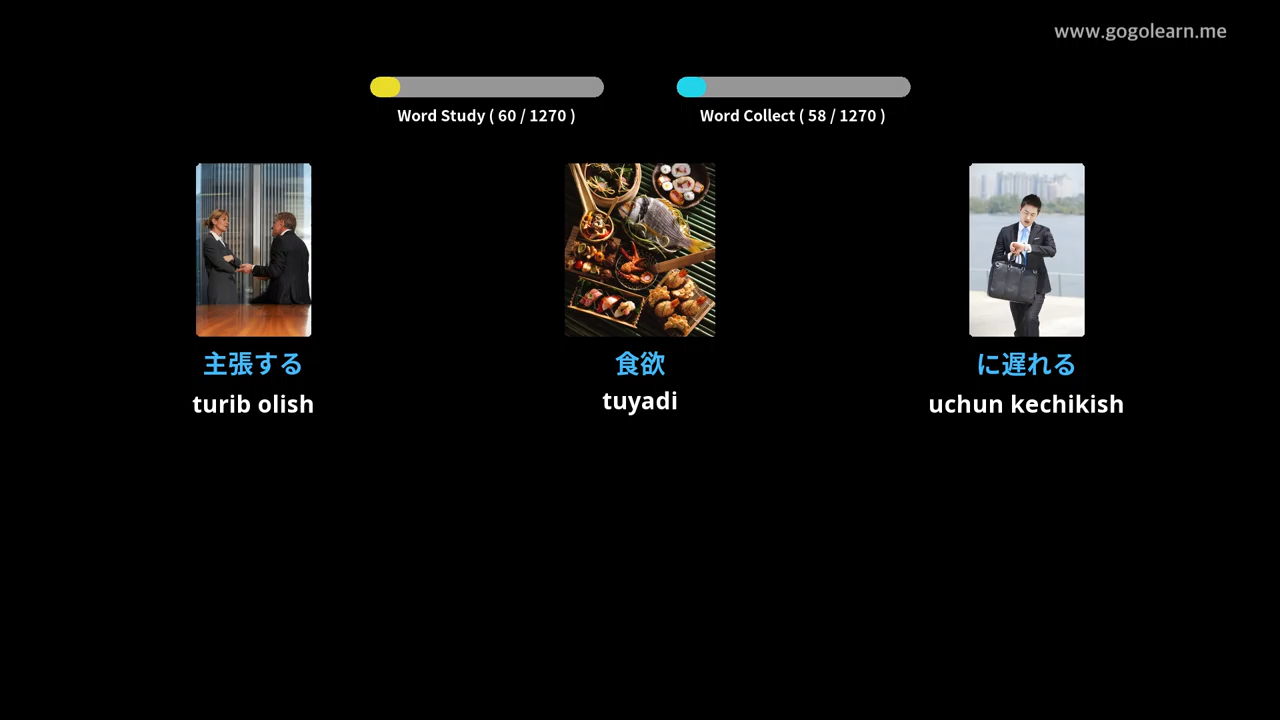 www.gogolearn.me
Word Study ( 60 / 1270 )
Word Collect ( 58 / 1270 )
主張する
食欲
に遅れる
turib olish
tuyadi
uchun kechikish